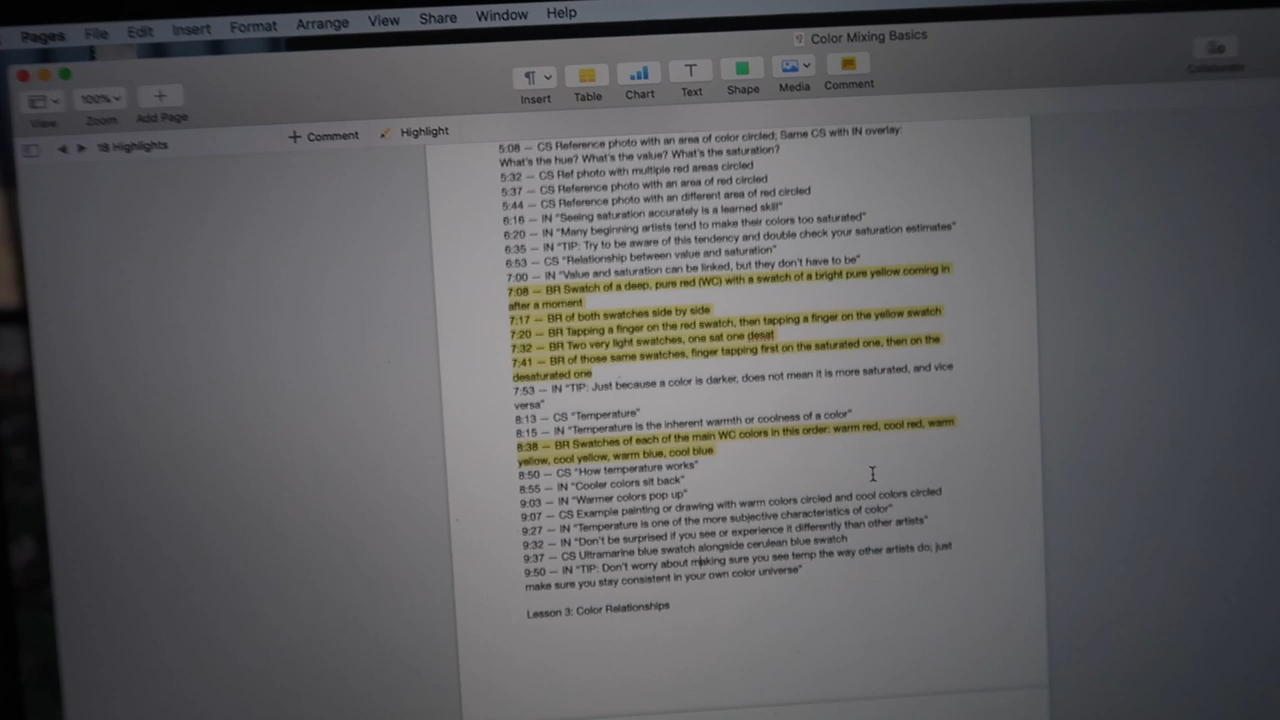 Pages File Edit Insert Format Arrange View Share Window Help
Color Mixing Basics
100%
View Zoom Add Page
Insert Table Chart Text Shape Media Comment
Collaborate
+ Comment Highlight
18 Highlights
5:08 — CS Reference photo with an area of color circled; Same CS with IN overlay:
What's the hue? What's the value? What's the saturation?
5:32 — CS Ref photo with multiple red areas circled
5:37 — CS Reference photo with an area of red circled
5:44 — CS Reference photo with a different area of red circled
6:16 — IN "Seeing saturation accurately is a learned skill"
6:20 — IN "Many beginning artists tend to make their colors too saturated"
6:35 — IN "TIP: Try to be aware of this tendency and double check your saturation estimates"
6:53 — CS "Relationship between value and saturation"
7:00 — IN "Value and saturation can be linked, but they don't have to be"
7:08 — BR Swatch of a deep, pure red (WC) with a swatch of a bright pure yellow coming in
after a moment
7:17 — BR of both swatches side by side
7:20 — BR Tapping a finger on the red swatch, then tapping a finger on the yellow swatch
7:32 — BR Two very light swatches, one sat one desat
7:41 — BR of those same swatches, finger tapping first on the saturated one, then on the
desaturated one
7:53 — IN "TIP: Just because a color is darker, does not mean it is more saturated, and vice
versa"
8:13 — CS "Temperature"
8:15 — IN "Temperature is the inherent warmth or coolness of a color"
8:38 — BR Swatches of each of the main WC colors in this order: warm red, cool red, warm
yellow, cool yellow, warm blue, cool blue
8:50 — CS "How temperature works"
8:55 — IN "Cooler colors sit back"
9:03 — IN "Warmer colors pop up"
9:07 — CS Example painting or drawing with warm colors circled and cool colors circled
9:27 — IN "Temperature is one of the more subjective characteristics of color"
9:32 — IN "Don't be surprised if you see or experience it differently than other artists"
9:37 — CS Ultramarine blue swatch alongside cerulean blue swatch
9:50 — IN "TIP: Don't worry about making sure you see temp the way other artists do; just
make sure you stay consistent in your own color universe"
Lesson 3: Color Relationships